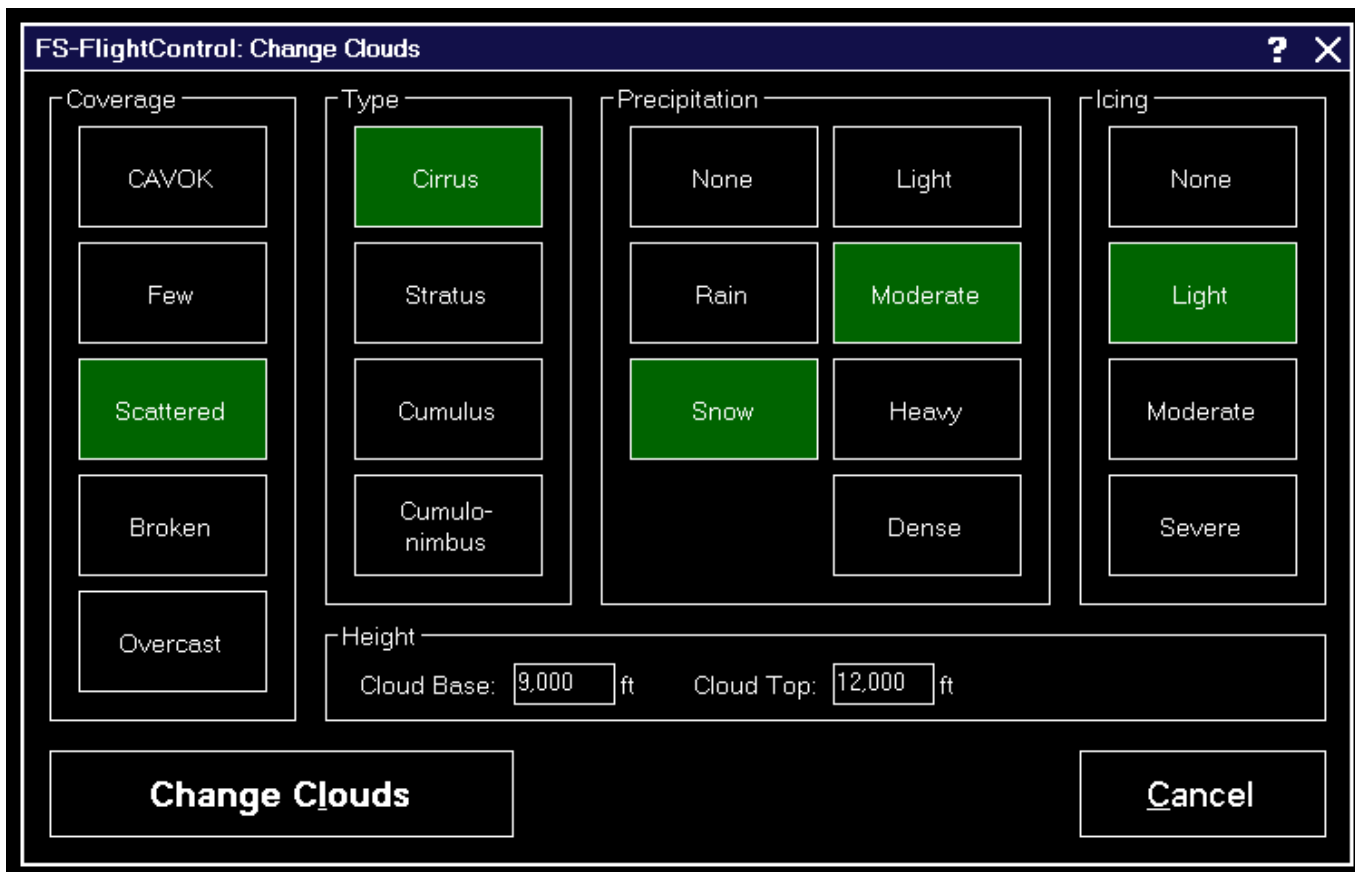 FS-FlightControl: Change Clouds ? X
Coverage
CAVOK
Few
Scattered
Broken
Overcast
Type
Cirrus
Stratus
Cumulus
Cumulo-
nimbus
Precipitation
None Light
Rain Moderate
Snow Heavy
Dense
Icing
None
Light
Moderate
Severe
Height
Cloud Base: 9,000 ft Cloud Top: 12,000 ft
Change Clouds
Cancel